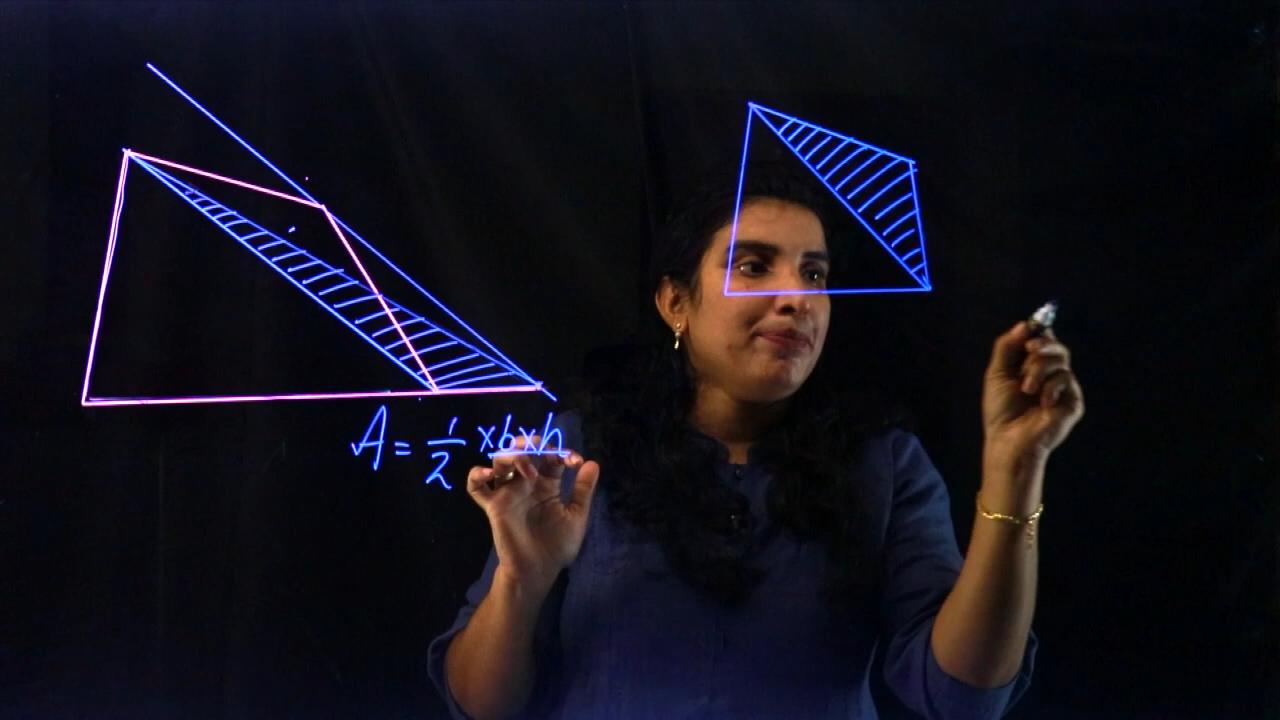 A = 1/2 × b × h